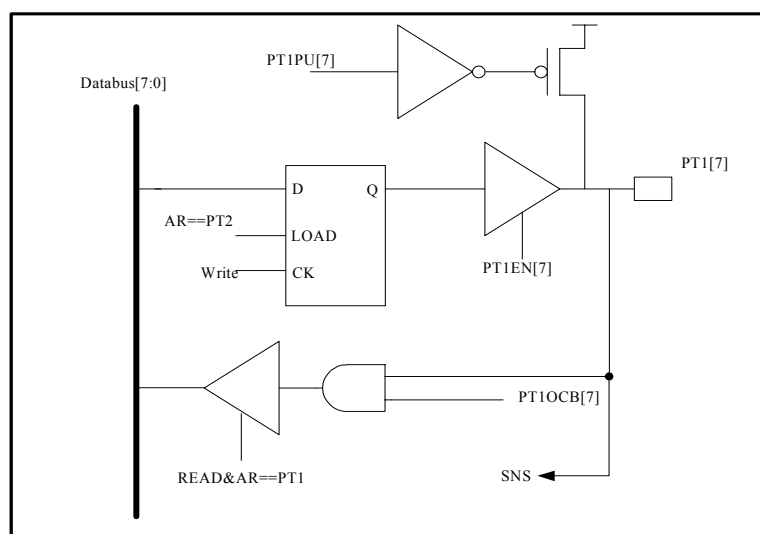 PT1PU[7]
Databus[7:0]
PT1[7]
D
Q
AR==PT2
LOAD
Write
CK
PT1EN[7]
PT1OCB[7]
READ&AR==PT1
SNS